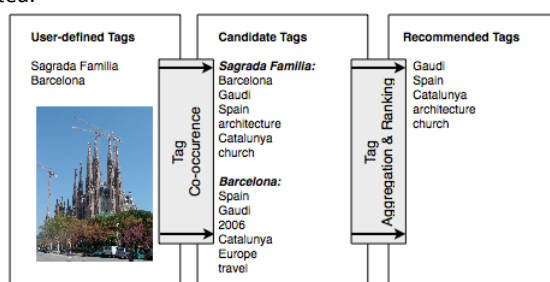 ted.
User-defined Tags
Sagrada Familia
Barcelona
Tag
Co-occurence
Candidate Tags
Sagrada Familia:
Barcelona
Gaudi
Spain
architecture
Catalunya
church
Barcelona:
Spain
Gaudi
2006
Catalunya
Europe
travel
Tag
Aggregation & Ranking
Recommended Tags
Gaudi
Spain
Catalunya
architecture
church